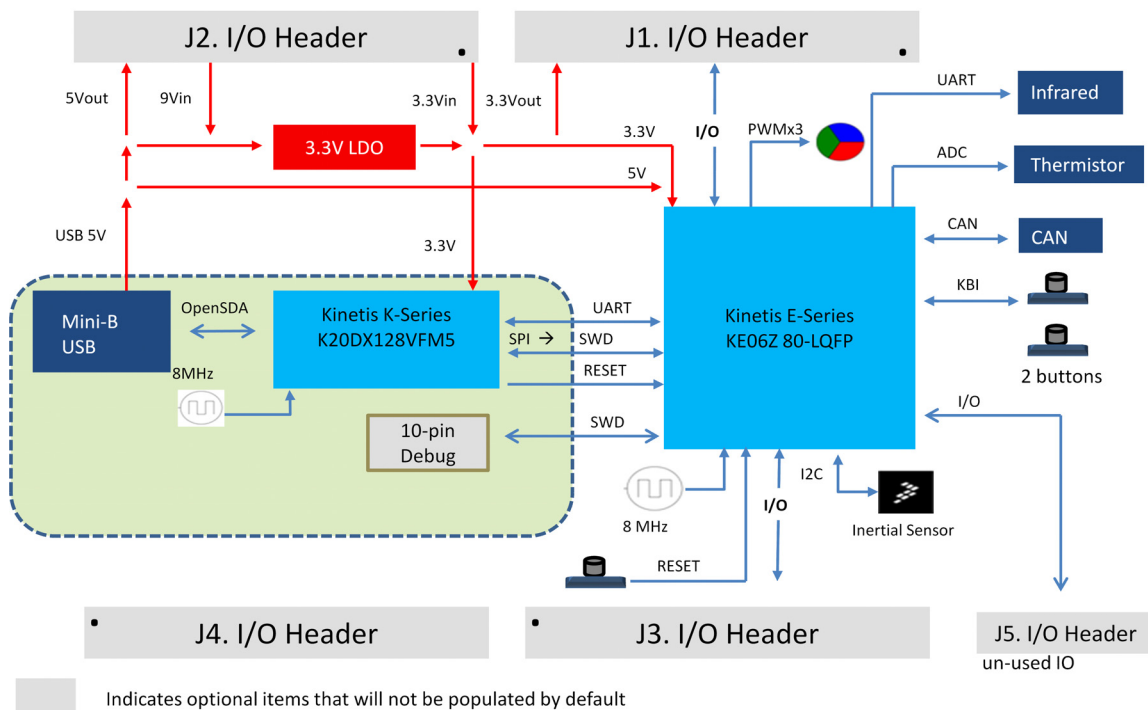 J2. I/O Header
J1. I/O Header
5Vout
9Vin
3.3Vin
3.3Vout
3.3V LDO
3.3V
I/O
PWMx3
UART
Infrared
ADC
Thermistor
5V
USB 5V
3.3V
CAN
CAN
KBI
2 buttons
Mini-B
USB
OpenSDA
8MHz
Kinetis K-Series
K20DX128VFM5
UART
SPI → SWD
RESET
Kinetis E-Series
KE06Z 80-LQFP
10-pin
Debug
SWD
I/O
8 MHz
I/O
I2C
Inertial Sensor
RESET
J4. I/O Header
J3. I/O Header
J5. I/O Header
un-used IO
Indicates optional items that will not be populated by default